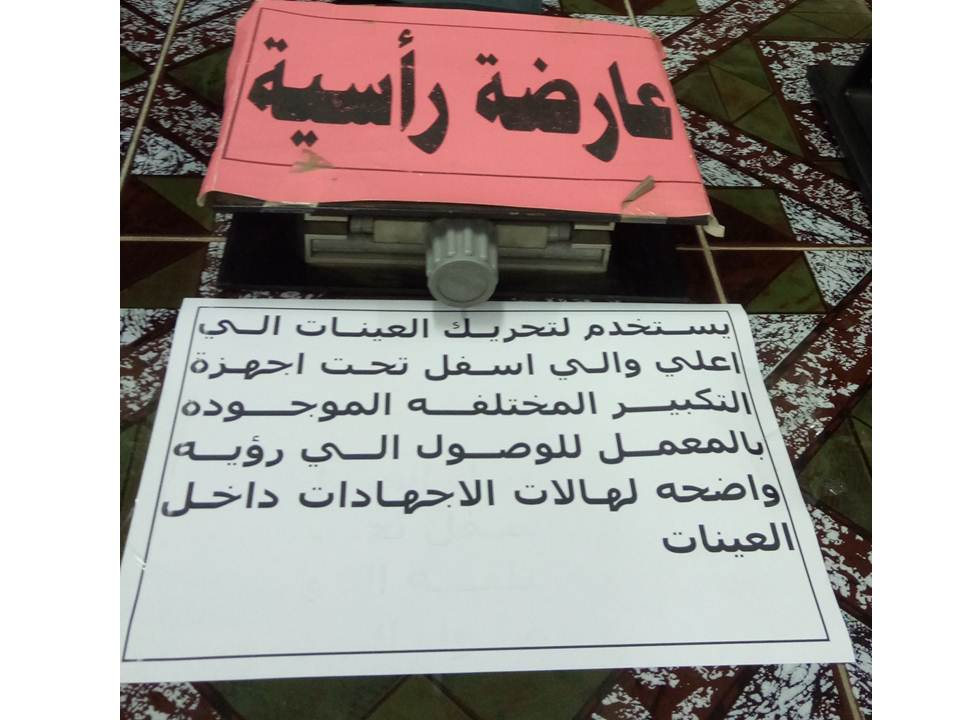 عارضة رأسية
يستخدم لتحريك العينات الي
اعلي والي اسفل تحت اجهزة
التكبير المختلفه الموجوده
بالمعمل للوصول الي رؤيه
واضحه لهالات الاجهادات داخل
العينات